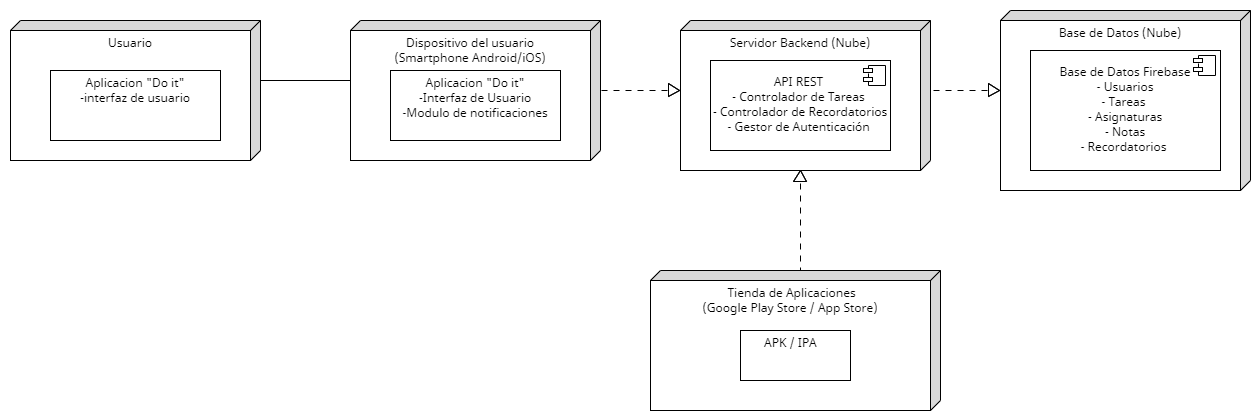 Usuario
Aplicacion "Do it"
-interfaz de usuario
Dispositivo del usuario
(Smartphone Android/iOS)
Aplicacion "Do it"
-Interfaz de Usuario
-Modulo de notificaciones
Servidor Backend (Nube)
API REST
- Controlador de Tareas
- Controlador de Recordatorios
- Gestor de Autenticación
Base de Datos (Nube)
Base de Datos Firebase
- Usuarios
- Tareas
- Asignaturas
- Notas
- Recordatorios
Tienda de Aplicaciones
(Google Play Store / App Store)
APK / IPA